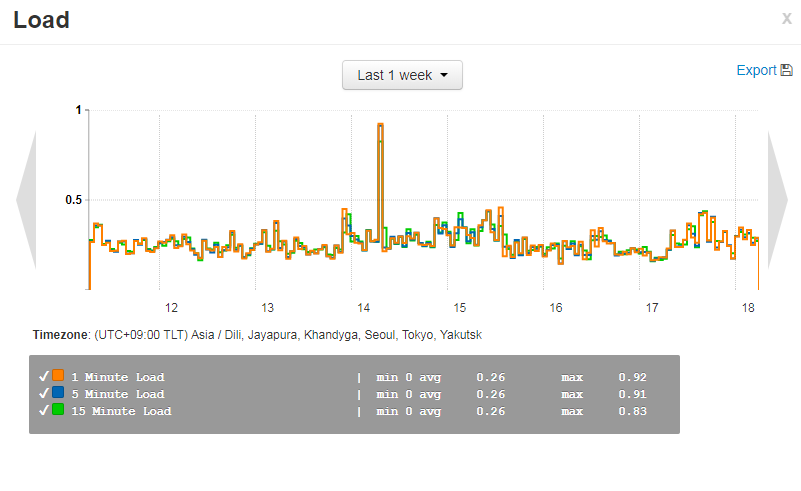 Load
x
Last 1 week
Export
1
0.5
12 13 14 15 16 17 18
Timezone: (UTC+09:00 TLT) Asia / Dili, Jayapura, Khandyga, Seoul, Tokyo, Yakutsk
1 Minute Load | min 0 avg 0.26 max 0.92
5 Minute Load | min 0 avg 0.26 max 0.91
15 Minute Load | min 0 avg 0.26 max 0.83